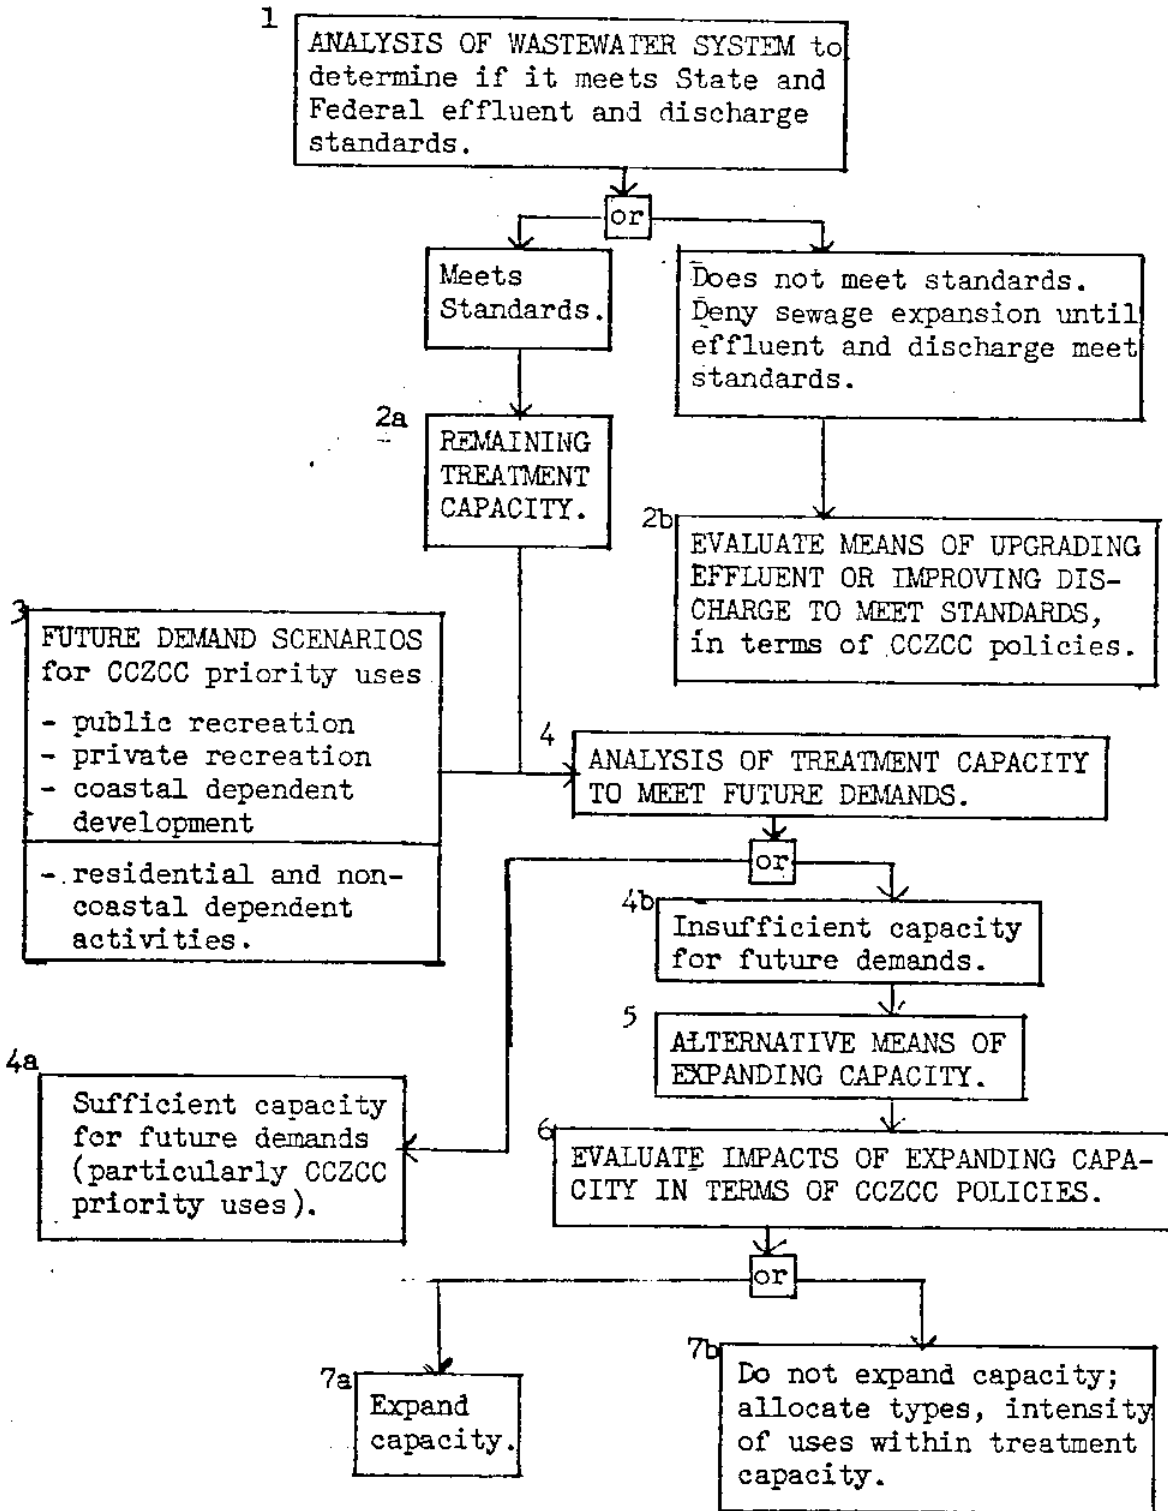 1
ANALYSIS OF WASTEWATER SYSTEM to
determine if it meets State and
Federal effluent and discharge
standards.
or
Meets
Standards.
Does not meet standards.
Deny sewage expansion until
effluent and discharge meet
standards.
2a
REMAINING
TREATMENT
CAPACITY.
2b
EVALUATE MEANS OF UPGRADING
EFFLUENT OR IMPROVING DIS-
CHARGE TO MEET STANDARDS,
in terms of CCZCC policies.
3
FUTURE DEMAND SCENARIOS
for CCZCC priority uses
- public recreation
- private recreation
- coastal dependent
development
- residential and non-
coastal dependent
activities.
4
ANALYSIS OF TREATMENT CAPACITY
TO MEET FUTURE DEMANDS.
or
4b
Insufficient capacity
for future demands.
5
ALTERNATIVE MEANS OF
EXPANDING CAPACITY.
4a
Sufficient capacity
for future demands
(particularly CCZCC
priority uses).
6
EVALUATE IMPACTS OF EXPANDING CAPA-
CITY IN TERMS OF CCZCC POLICIES.
or
7a
Expand
capacity.
7b
Do not expand capacity;
allocate types, intensity
of uses within treatment
capacity.